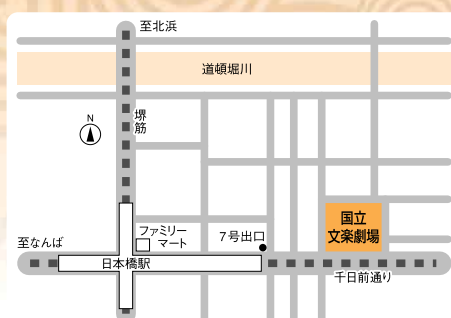 至北浜
道頓堀川
N
堺筋
国立
文楽劇場
ファミリー
マート
7号出口
至なんば
日本橋駅
千日前通り